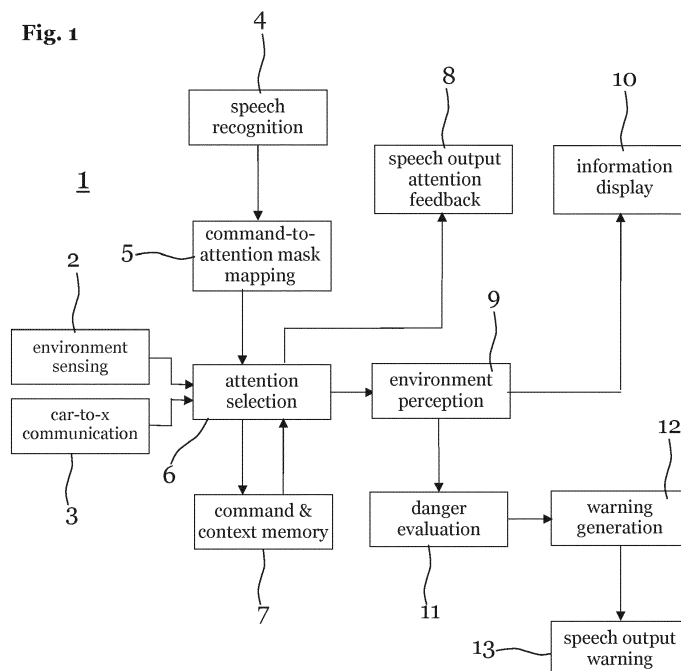 Fig. 1
4
speech
recognition
8
speech output
attention
feedback
10
information
display
1
5
command-to-
attention mask
mapping
2
environment
sensing
9
attention
selection
environment
perception
car-to-x
communication
3
6
12
command &
context memory
7
danger
evaluation
11
warning
generation
13
speech output
warning